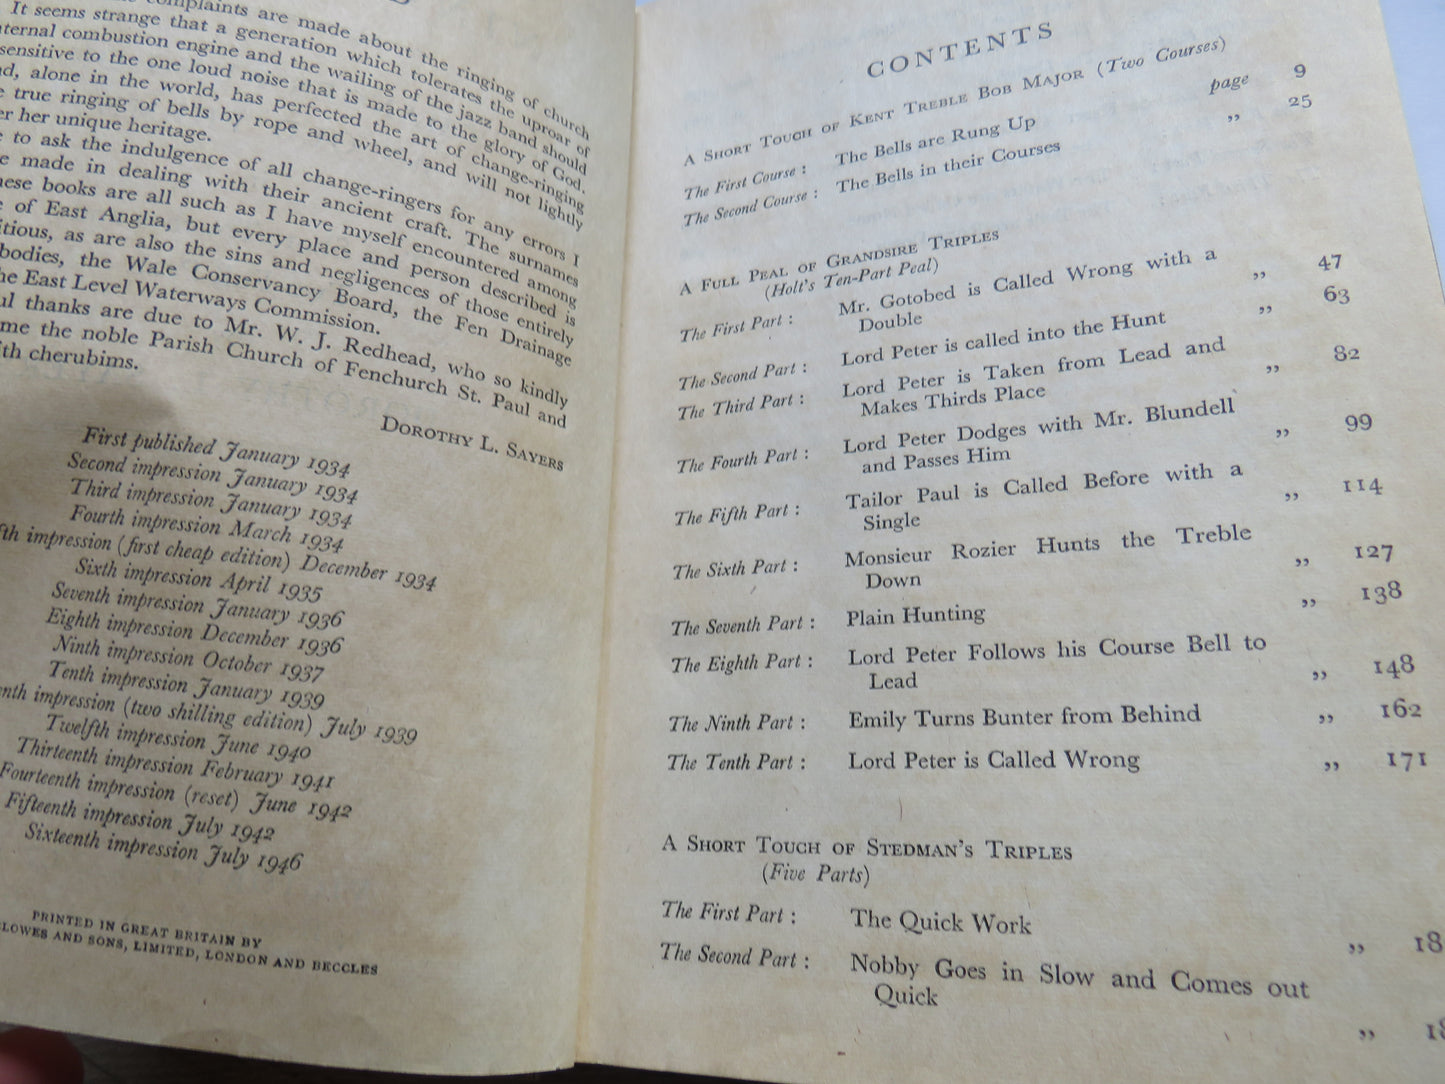 complaints are made about the ringing of church
It seems strange that a generation which tolerates the uproar of
internal combustion engine and the wailing of the jazz band should
sensitive to the one loud noise that is made to the glory of God.
alone in the world, has perfected the art of change-ringing
true ringing of bells by rope and wheel, and will not lightly
her unique heritage.
to ask the indulgence of all change-ringers for any errors I
made in dealing with their ancient craft. The surnames
these books are all such as I have myself encountered among
of East Anglia, but every place and person described is
as are also the sins and negligences of those entirely
bodies, the Wale Conservancy Board, the Fen Drainage
the East Level Waterways Commission.
thanks are due to Mr. W. J. Redhead, who so kindly
me the noble Parish Church of Fenchurch St. Paul and
with cherubims.
DOROTHY L. SAYERS
First published January 1934
Second impression January 1934
Third impression January 1934
Fourth impression March 1934
impression (first cheap edition) December 1934
Sixth impression April 1935
Seventh impression January 1936
Eighth impression December 1936
Ninth impression October 1937
Tenth impression January 1939
impression (two shilling edition) July 1939
Twelfth impression June 1940
Thirteenth impression February 1941
Fourteenth impression (reset) June 1942
Fifteenth impression July 1942
Sixteenth impression July 1946
PRINTED IN GREAT BRITAIN BY
CLOWES AND SONS, LIMITED, LONDON AND BECCLES
CONTENTS
A SHORT TOUCH OF KENT TREBLE BOB MAJOR (Two Courses)
The First Course : The Bells are Rung Up page 9
The Second Course : The Bells in their Courses „ 25
A FULL PEAL OF GRANDSIRE TRIPLES
(Holt's Ten-Part Peal)
The First Part : Mr. Gotobed is Called Wrong with a
Double „ 47
The Second Part : Lord Peter is called into the Hunt „ 63
The Third Part : Lord Peter is Taken from Lead and
Makes Thirds Place „ 82
The Fourth Part : Lord Peter Dodges with Mr. Blundell
and Passes Him „ 99
The Fifth Part : Tailor Paul is Called Before with a
Single „ 114
The Sixth Part : Monsieur Rozier Hunts the Treble
Down „ 127
The Seventh Part : Plain Hunting „ 138
The Eighth Part : Lord Peter Follows his Course Bell to
Lead „ 148
The Ninth Part : Emily Turns Bunter from Behind „ 162
The Tenth Part : Lord Peter is Called Wrong „ 171
A SHORT TOUCH OF STEDMAN'S TRIPLES
(Five Parts)
The First Part : The Quick Work „ 18
The Second Part : Nobby Goes in Slow and Comes out
Quick „ 18